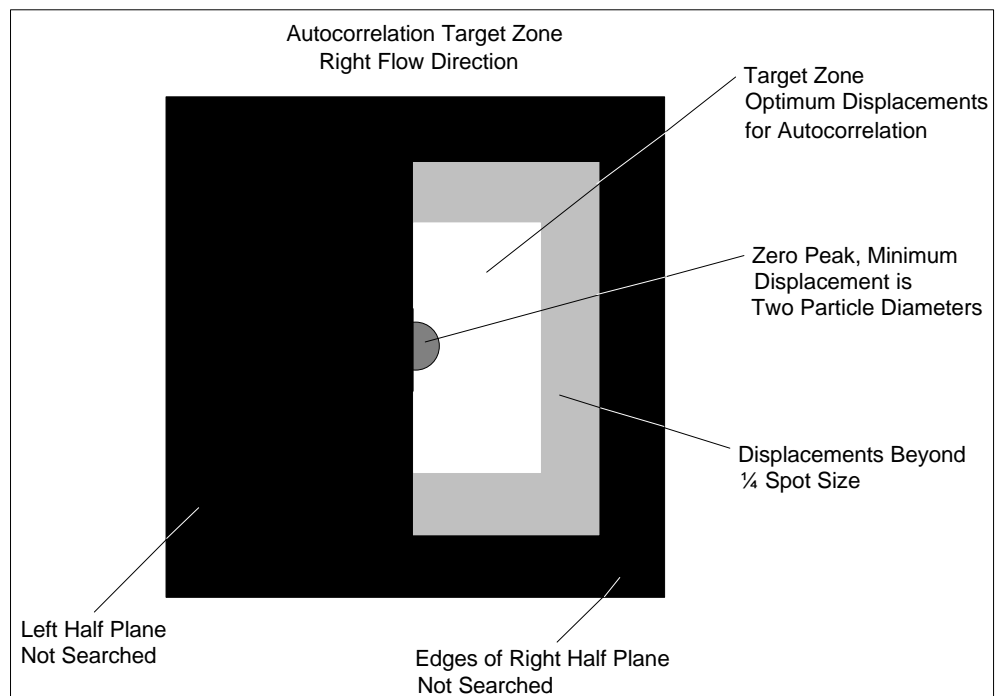 Autocorrelation Target Zone
Right Flow Direction
Target Zone
Optimum Displacements
for Autocorrelation
Zero Peak, Minimum
Displacement is
Two Particle Diameters
Displacements Beyond
¼ Spot Size
Left Half Plane
Not Searched
Edges of Right Half Plane
Not Searched